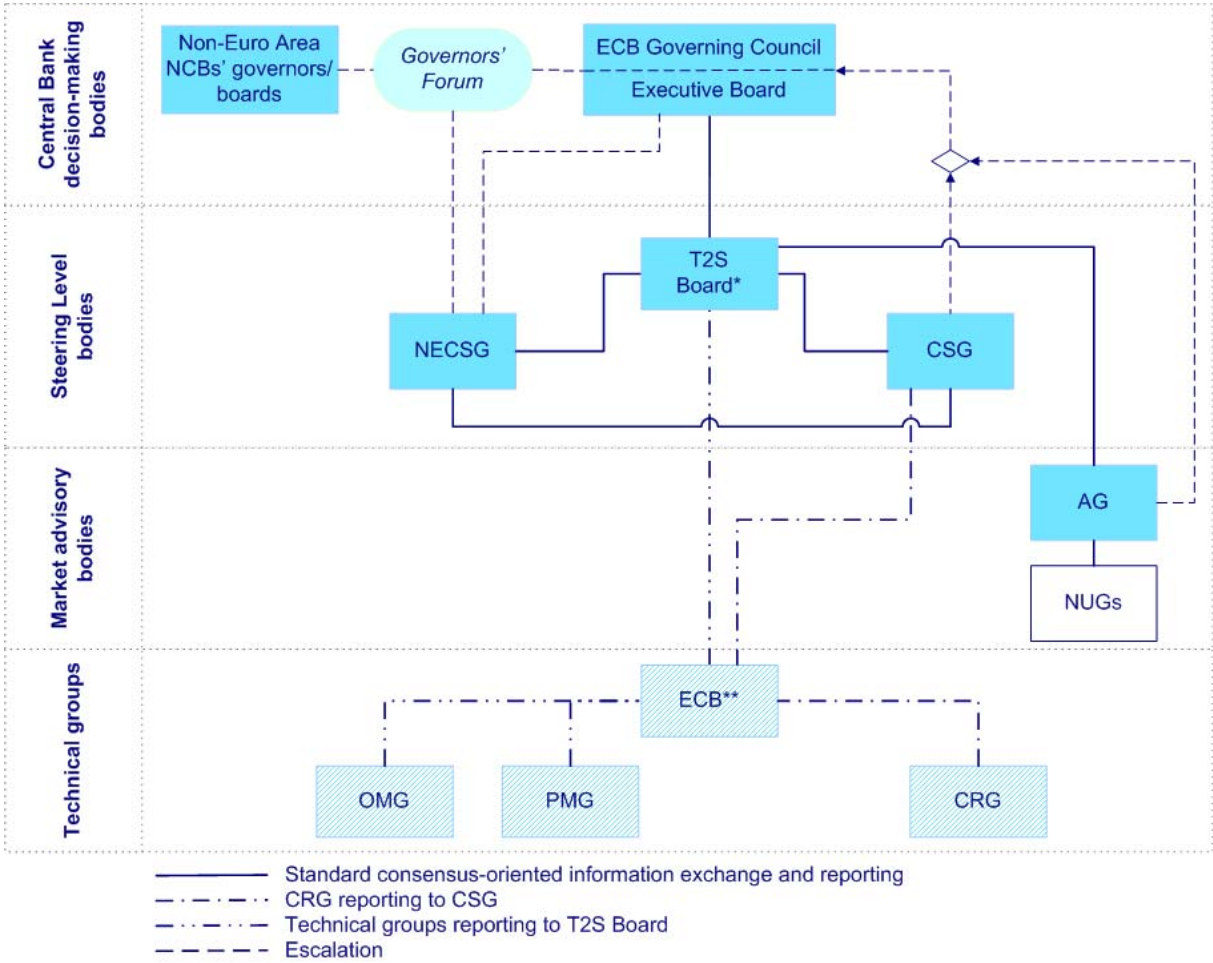 Central Bank
decision-making
bodies
Non-Euro Area
NCBs’ governors/
boards
Governors’
Forum
ECB Governing Council
Executive Board
Steering Level
bodies
T2S
Board*
NECSG
CSG
Market advisory
bodies
AG
NUGs
Technical groups
ECB**
OMG
PMG
CRG
Standard consensus-oriented information exchange and reporting
CRG reporting to CSG
Technical groups reporting to T2S Board
Escalation